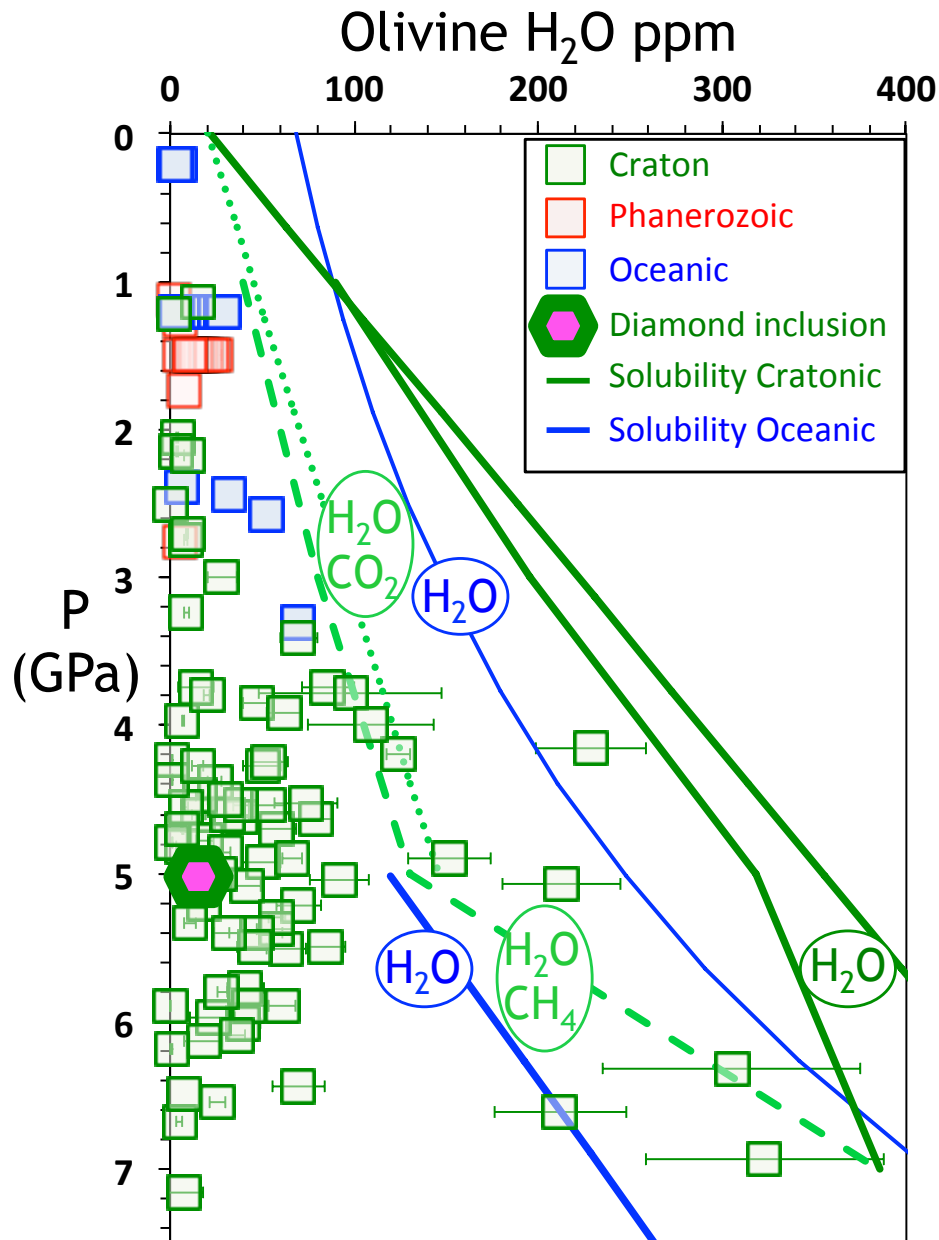 Olivine H₂O ppm
0 100 200 300 400
0
Craton
Phanerozoic
Oceanic
1
Diamond inclusion
Solubility Cratonic
2
Solubility Oceanic
H₂O
CO₂
3
H₂O
P
(GPa)
4
5
H₂O
H₂O
CH₄
H₂O
6
7